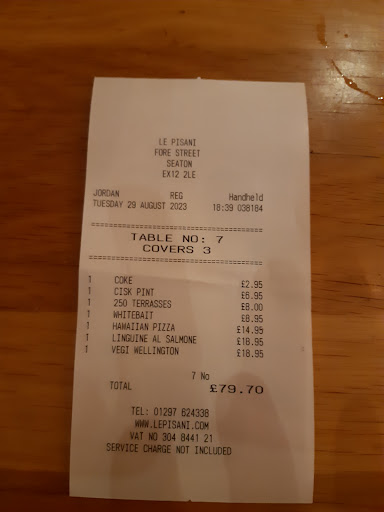 LE PISANI
FORE STREET
SEATON
EX12 2LE
JORDAN REG Handheld
TUESDAY 29 AUGUST 2023 18:39 038184
TABLE NO: 7
COVERS 3
1 COKE £2.95
1 CISK PINT £6.95
1 250 TERRASSES £8.00
1 WHITEBAIT £8.95
1 HAWAIIAN PIZZA £14.95
1 LINGUINE AL SALMONE £18.95
1 VEGI WELLINGTON £18.95
7 No
TOTAL £79.70
TEL: 01297 624338
WWW.LEPISANI.COM
VAT NO 304 8441 21
SERVICE CHARGE NOT INCLUDED